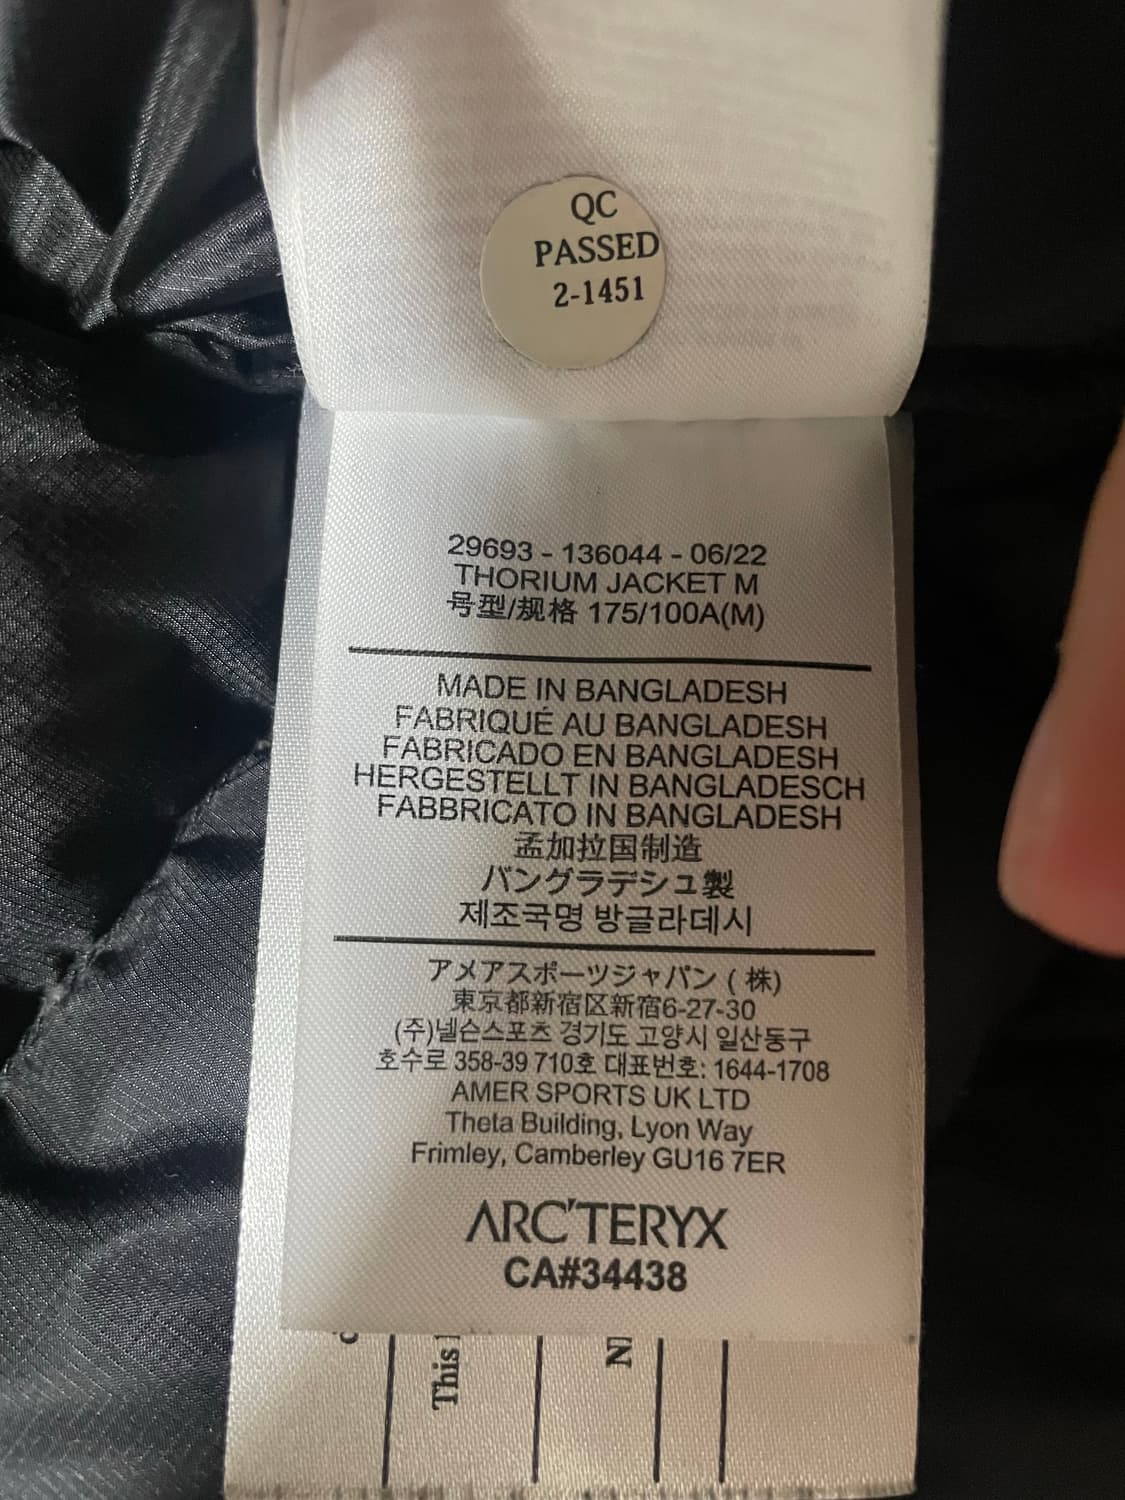 QC
PASSED
2-1451
29693 - 136044 - 06/22
THORIUM JACKET M
号型/规格 175/100A(M)
MADE IN BANGLADESH
FABRIQUÉ AU BANGLADESH
FABRICADO EN BANGLADESH
HERGESTELLT IN BANGLADESCH
FABBRICATO IN BANGLADESH
孟加拉国制造
バングラデシュ製
제조국명 방글라데시
アメアスポーツジャパン ( 株)
東京都新宿区新宿6-27-30
(주)넬슨스포츠 경기도 고양시 일산동구
호수로 358-39 710호 대표번호: 1644-1708
AMER SPORTS UK LTD
Theta Building, Lyon Way
Frimley, Camberley GU16 7ER
ARC'TERYX
CA#34438
This